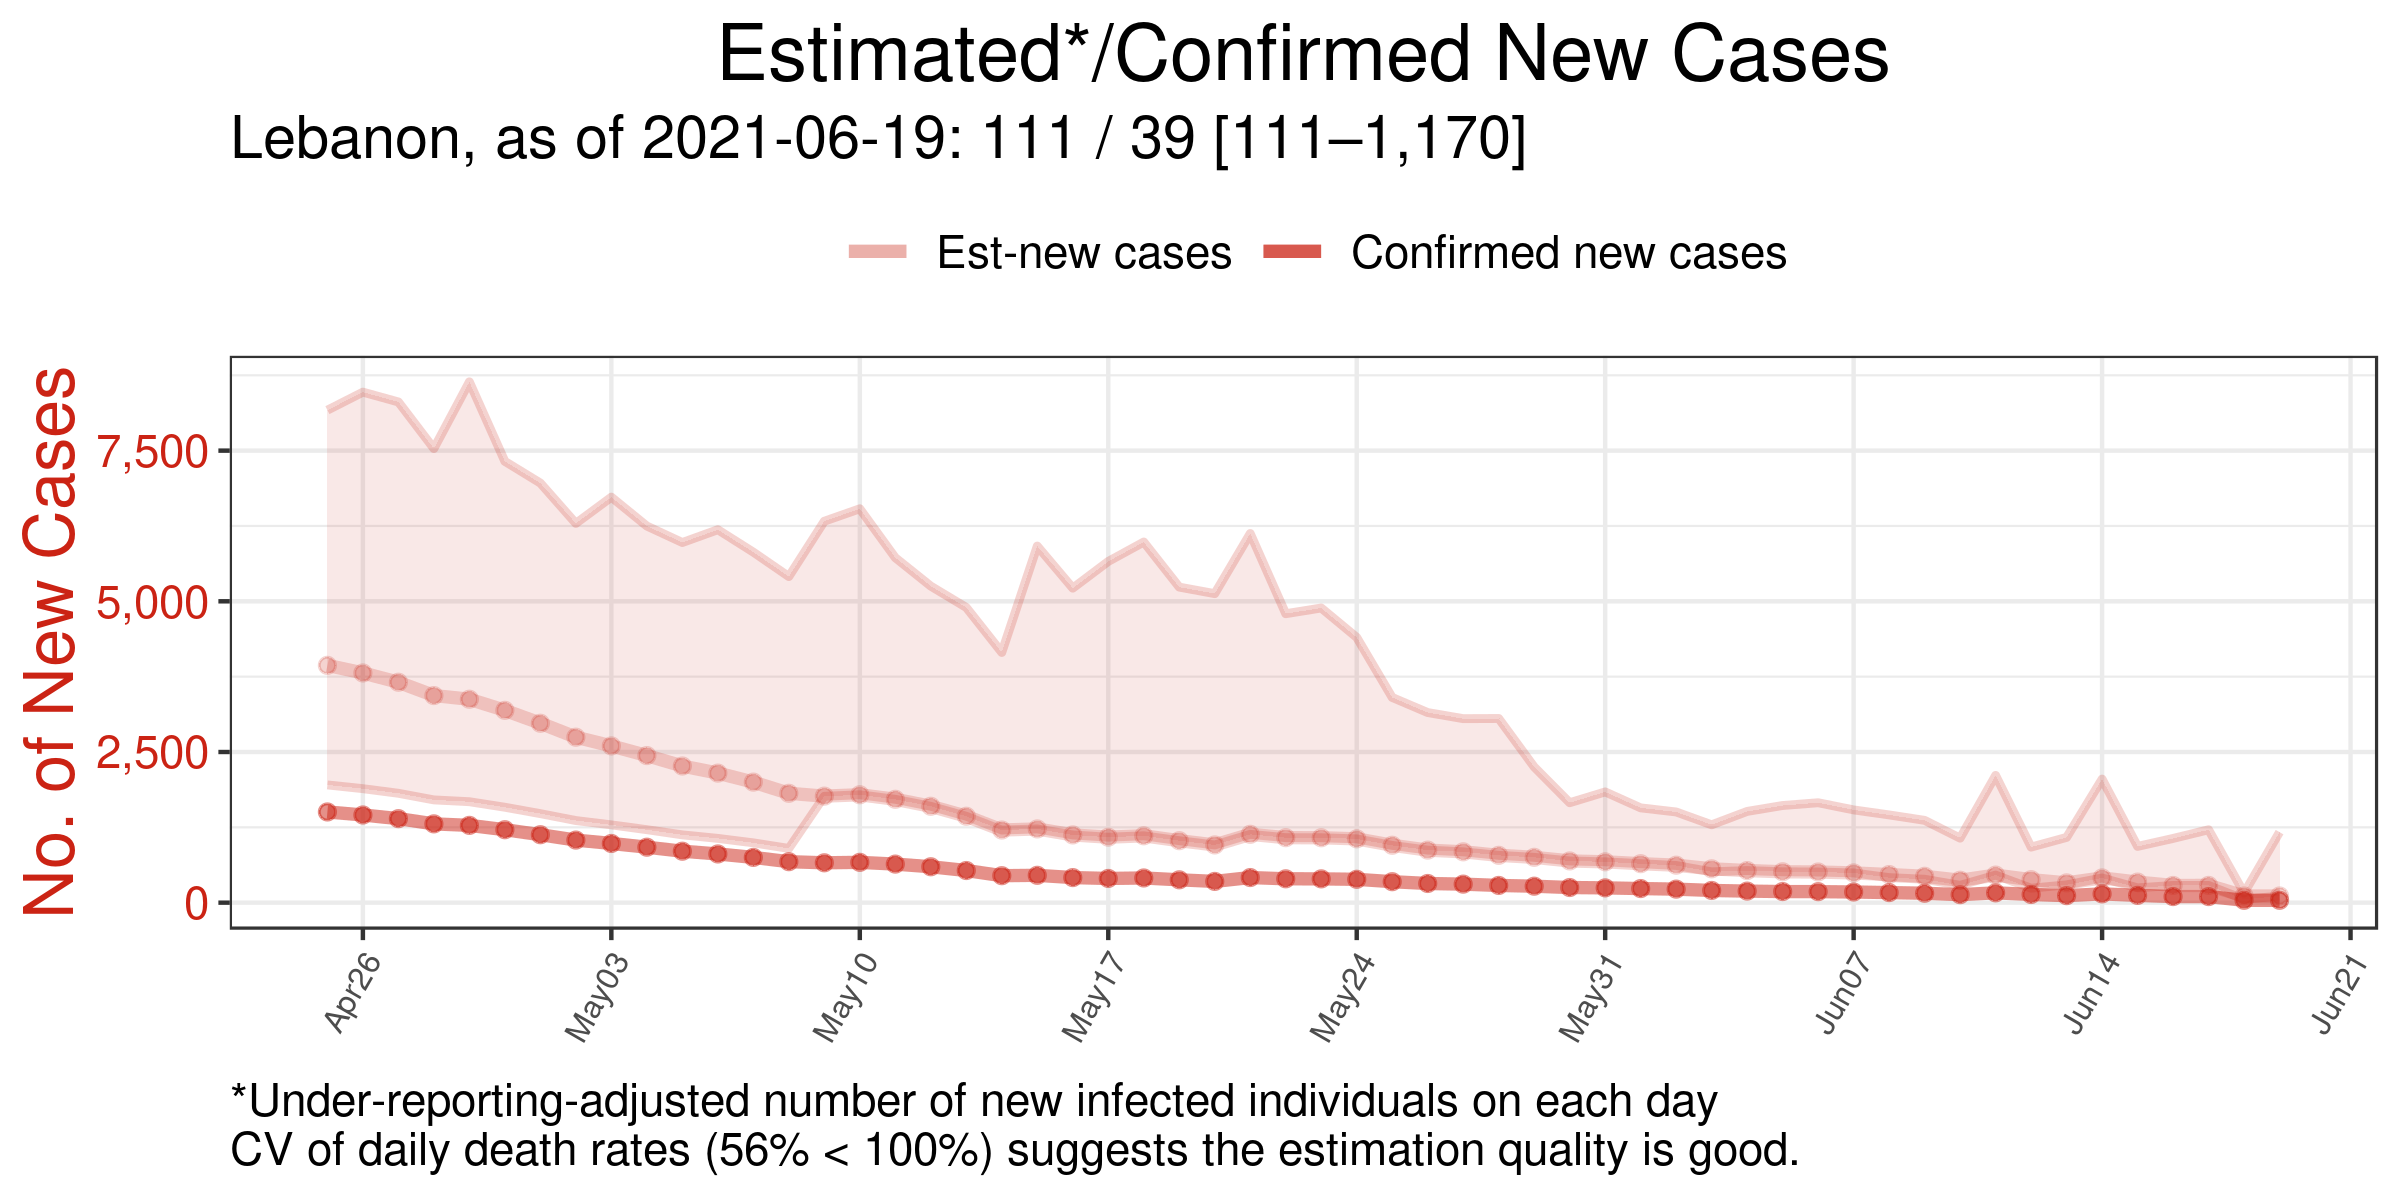 Estimated*/Confirmed New Cases
Lebanon, as of 2021-06-19: 111 / 39 [111–1,170]
Est-new cases Confirmed new cases
No. of New Cases
7,500
5,000
2,500
0
Apr26 May03 May10 May17 May24 May31 Jun07 Jun14 Jun21
*Under-reporting-adjusted number of new infected individuals on each day
CV of daily death rates (56% < 100%) suggests the estimation quality is good.